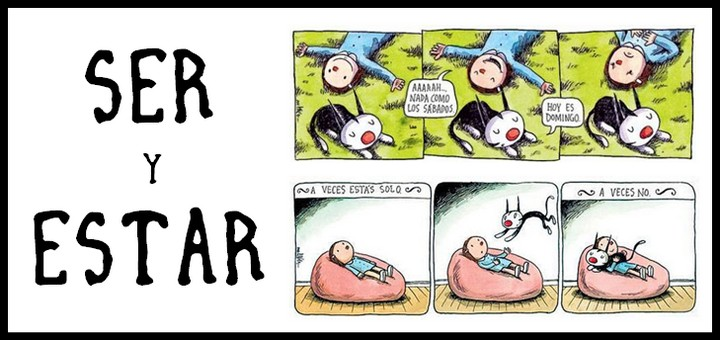 SER
Y
ESTAR
AAAAAH...
NADA COMO
LOS SÁBADOS.
HOY ES
DOMINGO.
A VECES ESTÁS SOLO.
A VECES NO.